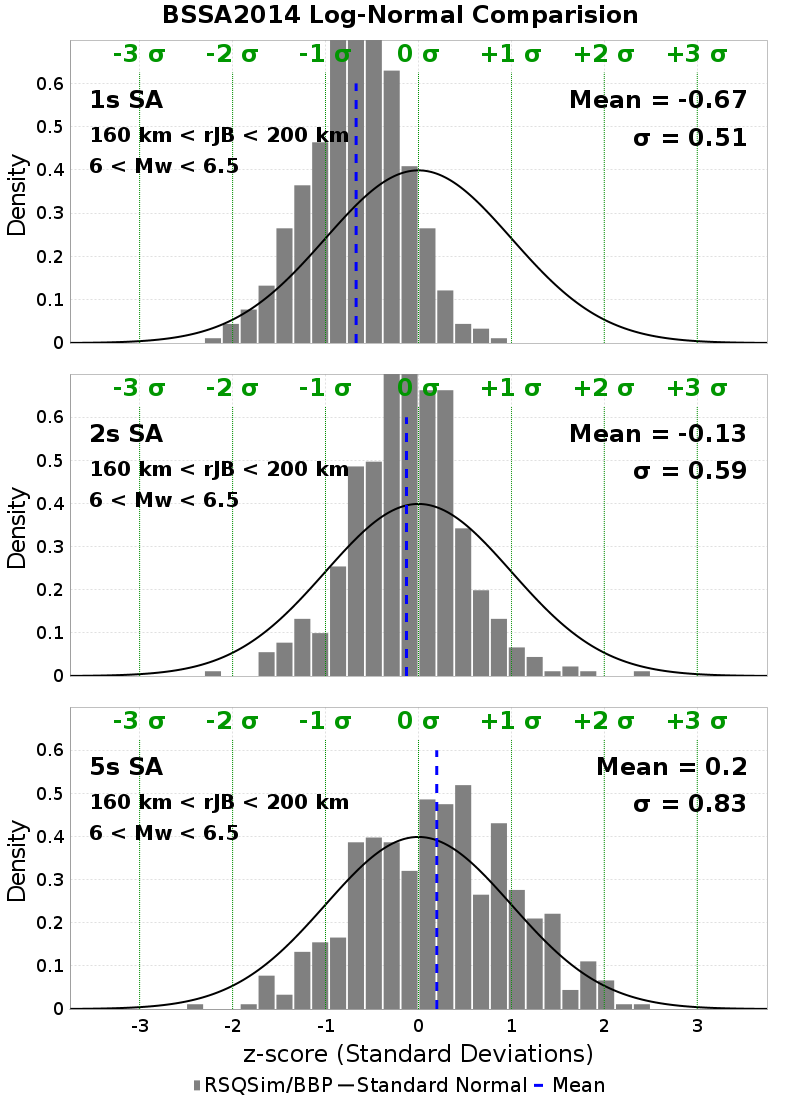 BSSA2014 Log-Normal Comparision
-3 σ -2 σ -1 σ 0 σ +1 σ +2 σ +3 σ
1s SA
Mean = -0.67
160 km < rJB < 200 km
σ = 0.51
6 < Mw < 6.5
0.6
0.5
0.4
0.3
0.2
0.1
0
Density
-3 σ -2 σ -1 σ 0 σ +1 σ +2 σ +3 σ
2s SA
Mean = -0.13
160 km < rJB < 200 km
σ = 0.59
6 < Mw < 6.5
0.6
0.5
0.4
0.3
0.2
0.1
0
Density
-3 σ -2 σ -1 σ 0 σ +1 σ +2 σ +3 σ
5s SA
Mean = 0.2
160 km < rJB < 200 km
σ = 0.83
6 < Mw < 6.5
0.6
0.5
0.4
0.3
0.2
0.1
0
Density
-3 -2 -1 0 1 2 3
z-score (Standard Deviations)
RSQSim/BBP Standard Normal Mean